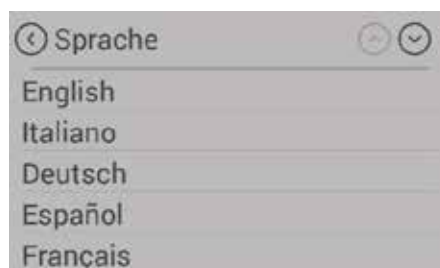 Sprache
English
Italiano
Deutsch
Español
Français